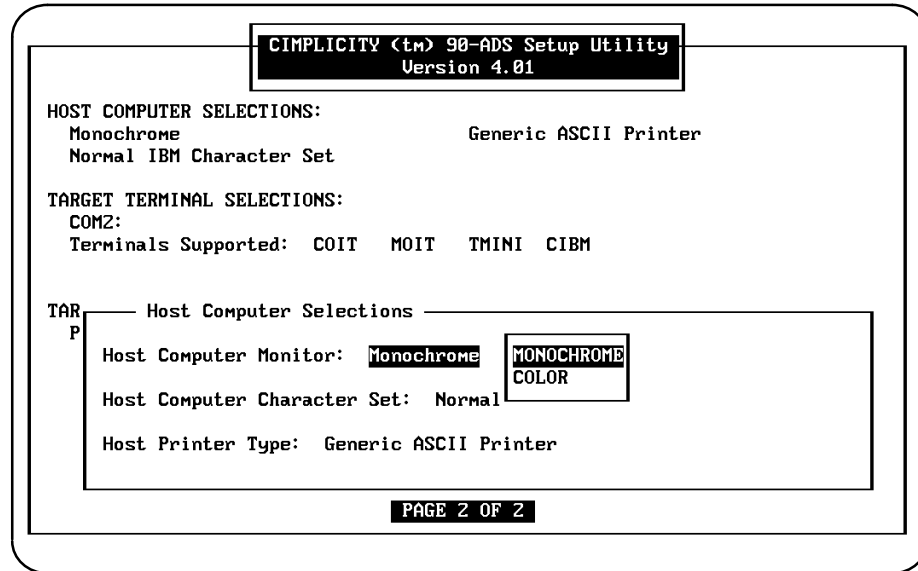 CIMPLICITY (tm) 90-ADS Setup Utility
Version 4.01
HOST COMPUTER SELECTIONS:
Monochrome Generic ASCII Printer
Normal IBM Character Set
TARGET TERMINAL SELECTIONS:
COM2:
Terminals Supported: COIT MOIT TMINI CIBM
TAR
P
Host Computer Selections
Host Computer Monitor: Monochrome MONOCHROME
COLOR
Host Computer Character Set: Normal
Host Printer Type: Generic ASCII Printer
PAGE 2 OF 2